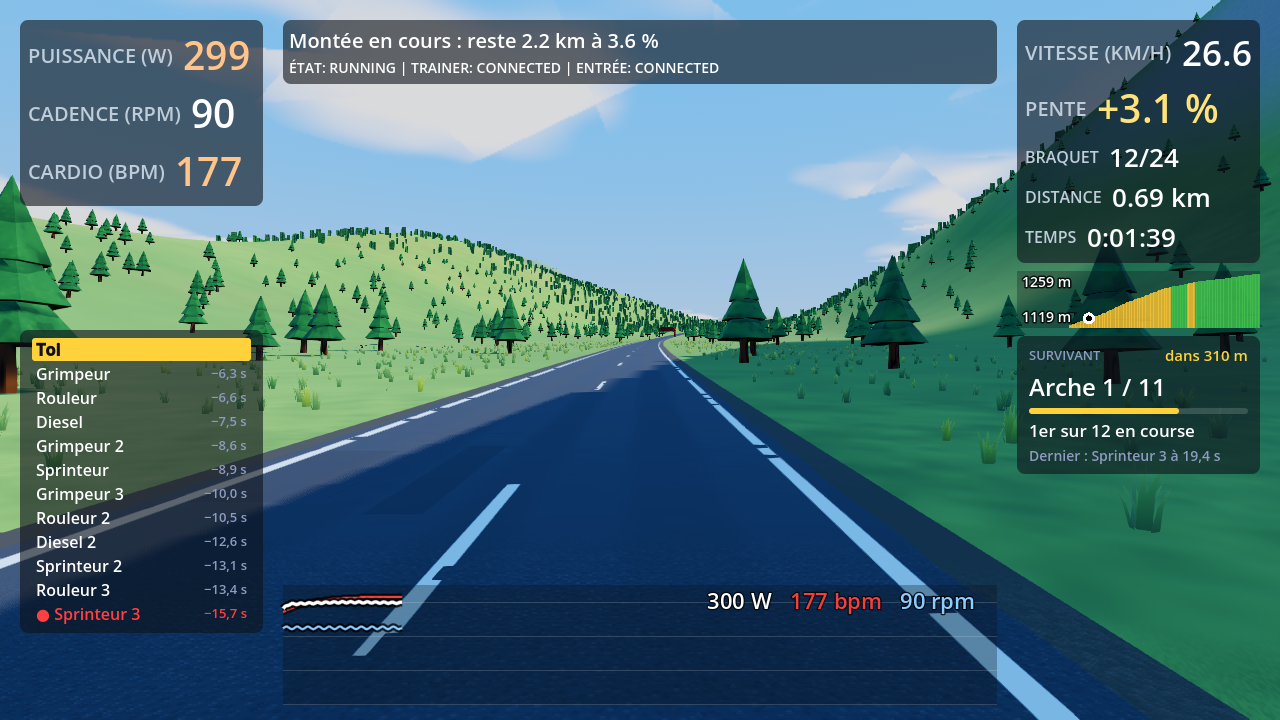 PUISSANCE (W) 299
CADENCE (RPM) 90
CARDIO (BPM) 177
Montée en cours : reste 2.2 km à 3.6 %
ÉTAT: RUNNING | TRAINER: CONNECTED | ENTRÉE: CONNECTED
VITESSE (KM/H) 26.6
PENTE +3.1 %
BRAQUET 12/24
DISTANCE 0.69 km
TEMPS 0:01:39
1259 m
1119 m
SURVIVANT dans 310 m
Arche 1 / 11
1er sur 12 en course
Dernier : Sprinteur 3 à 19,4 s
Toi
Grimpeur −6,3 s
Rouleur −6,6 s
Diesel −7,5 s
Grimpeur 2 −8,6 s
Sprinteur −8,9 s
Grimpeur 3 −10,0 s
Rouleur 2 −10,5 s
Diesel 2 −12,6 s
Sprinteur 2 −13,1 s
Rouleur 3 −13,4 s
Sprinteur 3 −15,7 s
300 W 177 bpm 90 rpm